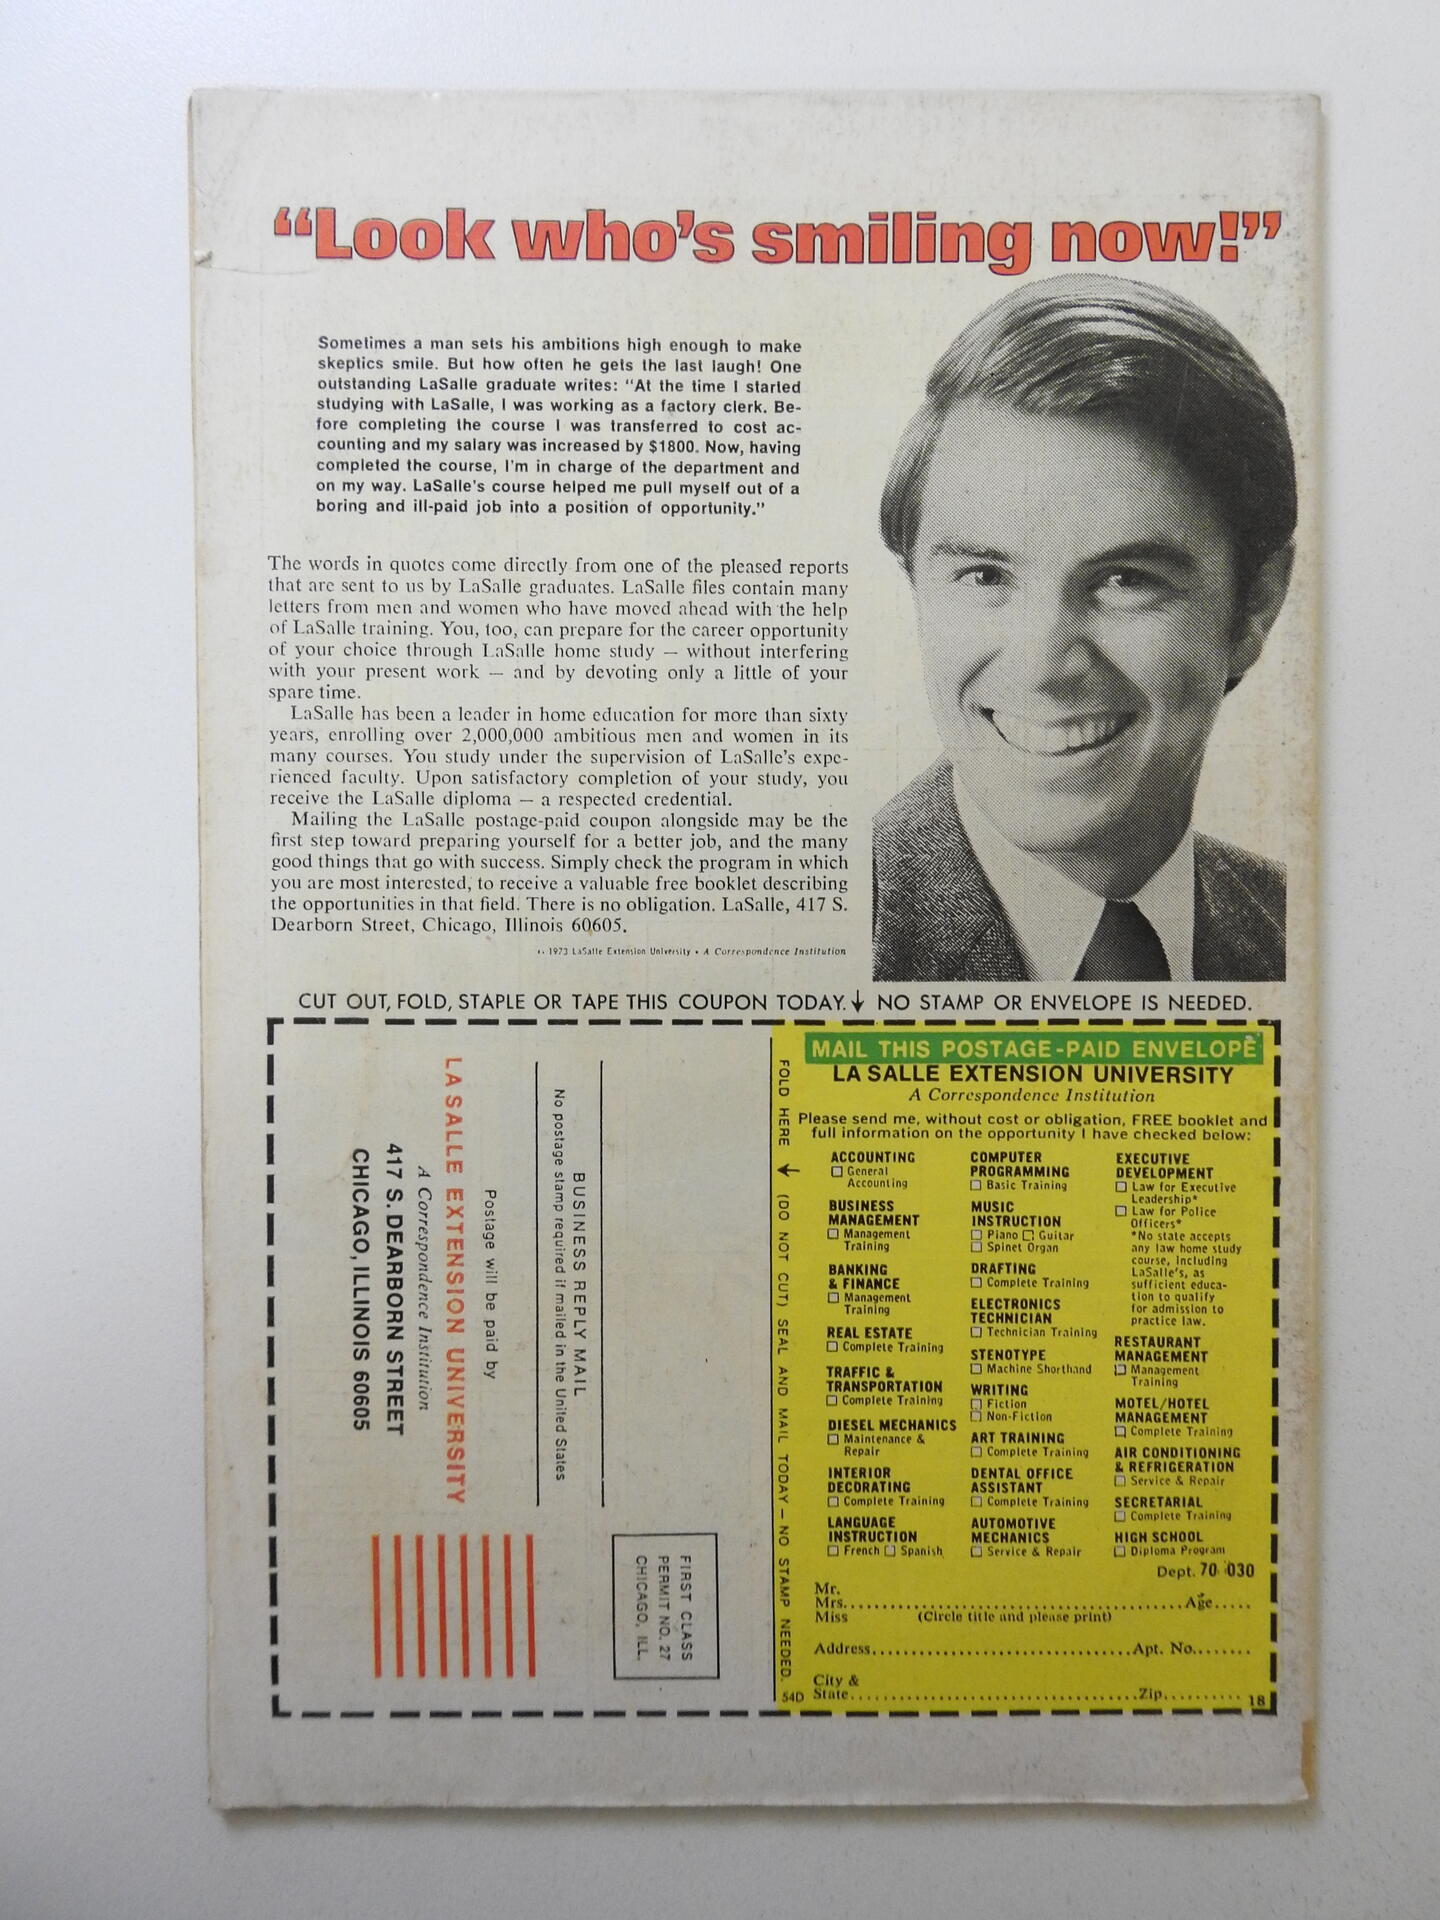 “Look who’s smiling now!”
Sometimes a man sets his ambitions high enough to make
skeptics smile. But how often he gets the last laugh! One
outstanding LaSalle graduate writes: “At the time I started
studying with LaSalle, I was working as a factory clerk. Be-
fore completing the course I was transferred to cost ac-
counting and my salary was increased by $1800. Now, having
completed the course, I’m in charge of the department and
on my way. LaSalle’s course helped me pull myself out of a
boring and ill-paid job into a position of opportunity.”
The words in quotes come directly from one of the pleased reports
that are sent to us by LaSalle graduates. LaSalle files contain many
letters from men and women who have moved ahead with the help
of LaSalle training. You, too, can prepare for the career opportunity
of your choice through LaSalle home study — without interfering
with your present work — and by devoting only a little of your
spare time.
LaSalle has been a leader in home education for more than sixty
years, enrolling over 2,000,000 ambitious men and women in its
many courses. You study under the supervision of LaSalle’s expe-
rienced faculty. Upon satisfactory completion of your study, you
receive the LaSalle diploma — a respected credential.
Mailing the LaSalle postage-paid coupon alongside may be the
first step toward preparing yourself for a better job, and the many
good things that go with success. Simply check the program in which
you are most interested, to receive a valuable free booklet describing
the opportunities in that field. There is no obligation. LaSalle, 417 S.
Dearborn Street, Chicago, Illinois 60605.
1973 LaSalle Extension University • A Correspondence Institution
CUT OUT, FOLD, STAPLE OR TAPE THIS COUPON TODAY. ↓ NO STAMP OR ENVELOPE IS NEEDED.
FIRST CLASS
PERMIT NO. 27
CHICAGO, ILL.
BUSINESS REPLY MAIL
No postage stamp required if mailed in the United States
Postage will be paid by
LA SALLE EXTENSION UNIVERSITY
A Correspondence Institution
417 S. DEARBORN STREET
CHICAGO, ILLINOIS 60605
FOLD HERE ↓ (DO NOT CUT) SEAL AND MAIL TODAY – NO STAMP NEEDED.
MAIL THIS POSTAGE-PAID ENVELOPE
LA SALLE EXTENSION UNIVERSITY
A Correspondence Institution
Please send me, without cost or obligation, FREE booklet and
full information on the opportunity I have checked below:
ACCOUNTING
☐ General
Accounting
BUSINESS
MANAGEMENT
☐ Management
Training
BANKING
& FINANCE
☐ Management
Training
REAL ESTATE
☐ Complete Training
TRAFFIC &
TRANSPORTATION
☐ Complete Training
DIESEL MECHANICS
☐ Maintenance &
Repair
INTERIOR
DECORATING
☐ Complete Training
LANGUAGE
INSTRUCTION
☐ French ☐ Spanish
COMPUTER
PROGRAMMING
☐ Basic Training
MUSIC
INSTRUCTION
☐ Piano ☐ Guitar
☐ Spinet Organ
DRAFTING
☐ Complete Training
ELECTRONICS
TECHNICIAN
☐ Technician Training
STENOTYPE
☐ Machine Shorthand
WRITING
☐ Fiction
☐ Non-Fiction
ART TRAINING
☐ Complete Training
DENTAL OFFICE
ASSISTANT
☐ Complete Training
AUTOMOTIVE
MECHANICS
☐ Service & Repair
EXECUTIVE
DEVELOPMENT
☐ Law for Executive
Leadership*
☐ Law for Police
Officers*
*No state accepts
any law home study
course, including
LaSalle’s, as
sufficient educa-
tion to qualify
for admission to
practice law.
RESTAURANT
MANAGEMENT
☐ Management
Training
MOTEL/HOTEL
MANAGEMENT
☐ Complete Training
AIR CONDITIONING
& REFRIGERATION
☐ Service & Repair
SECRETARIAL
☐ Complete Training
HIGH SCHOOL
☐ Diploma Program
Dept. 70 030
Mr.
Mrs. Age
Miss (Circle title and please print)
Address Apt. No.
City &
State Zip
54D 18